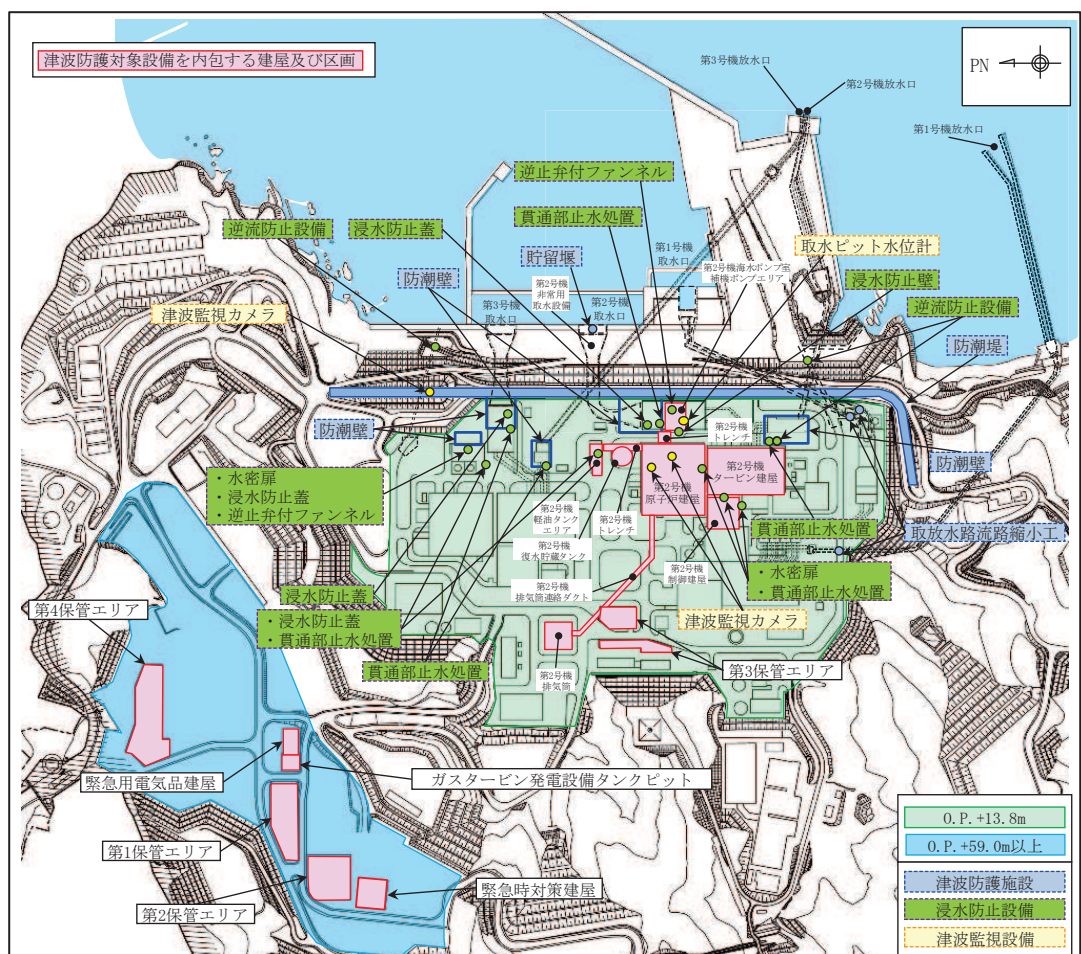 津波防護対象設備を内包する建屋及び区画
PN
第3号機放水口
第2号機放水口
第1号機放水口
逆止弁付ファンネル
貫通部止水処置
逆流防止設備
浸水防止蓋
防潮壁
貯留堰
第1号機
取水口
第2号機海水ポンプ室
補機ポンプエリア
取水ピット水位計
浸水防止壁
逆流防止設備
防潮堤
津波監視カメラ
第3号機
取水口
第2号機
非常用
取水設備
第2号機
取水口
防潮壁
第2号機
トレンチ
第2号機
タービン建屋
第2号機
原子炉建屋
防潮壁
・水密扉
・浸水防止蓋
・逆止弁付ファンネル
第2号機
軽油タンク
エリア
第2号機
トレンチ
第2号機
復水貯蔵タンク
第2号機
制御建屋
第2号機
排気筒連絡ダクト
貫通部止水処置
取放水路流路縮小工
・水密扉
・貫通部止水処置
浸水防止蓋
・浸水防止蓋
・貫通部止水処置
貫通部止水処置
津波監視カメラ
第3保管エリア
第2号機
排気筒
第4保管エリア
緊急用電気品建屋
ガスタービン発電設備タンクピット
第1保管エリア
第2保管エリア
緊急時対策建屋
O.P.+13.8m
O.P.+59.0m以上
津波防護施設
浸水防止設備
津波監視設備